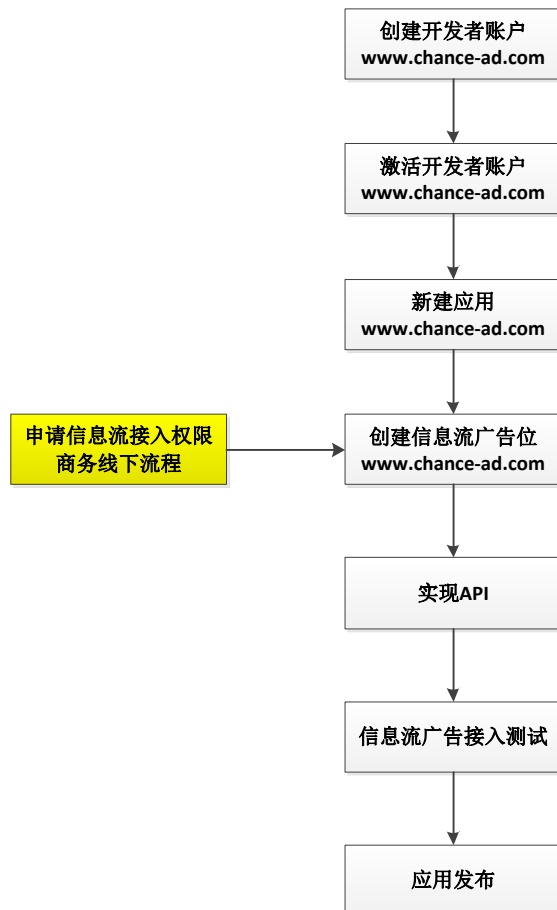 创建开发者账户
www.chance-ad.com
激活开发者账户
www.chance-ad.com
新建应用
www.chance-ad.com
申请信息流接入权限
商务线下流程
创建信息流广告位
www.chance-ad.com
实现API
信息流广告接入测试
应用发布